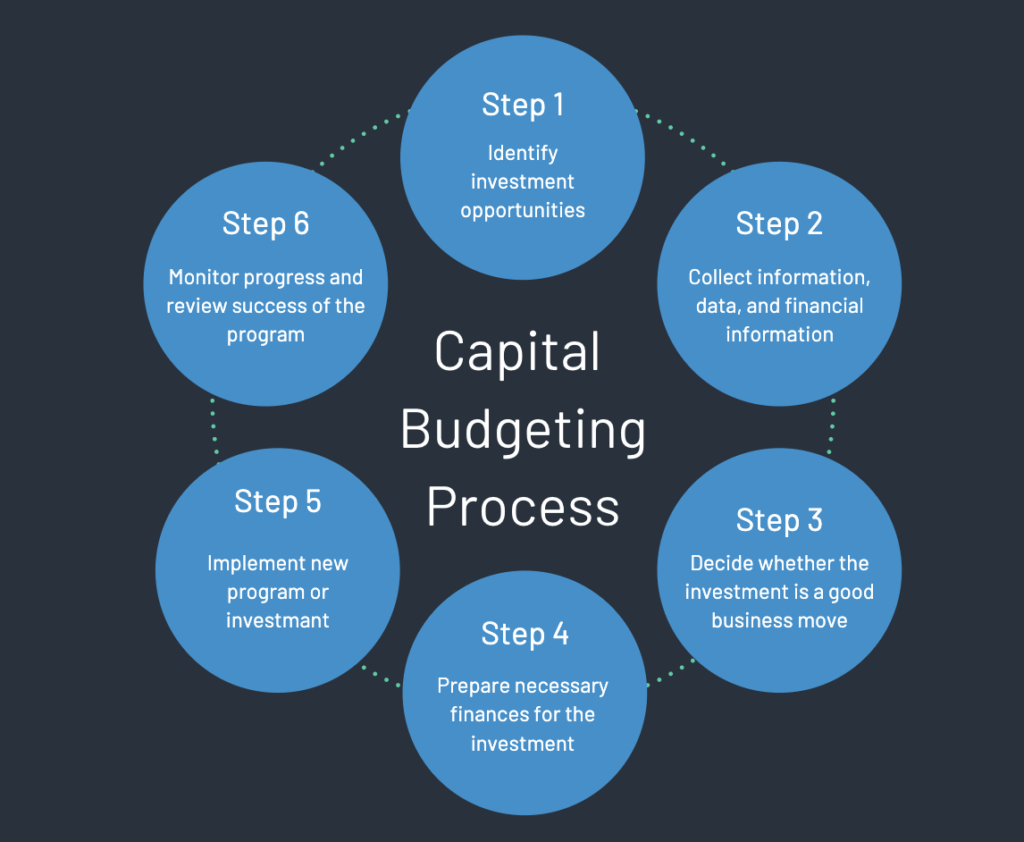 Step 1
Identify
investment
opportunities
Step 2
Collect information,
data, and financial
information
Step 3
Decide whether the
investment is a good
business move
Step 4
Prepare necessary
finances for the
investment
Step 5
Implement new
program or
investmant
Step 6
Monitor progress and
review success of the
program
Capital
Budgeting
Process